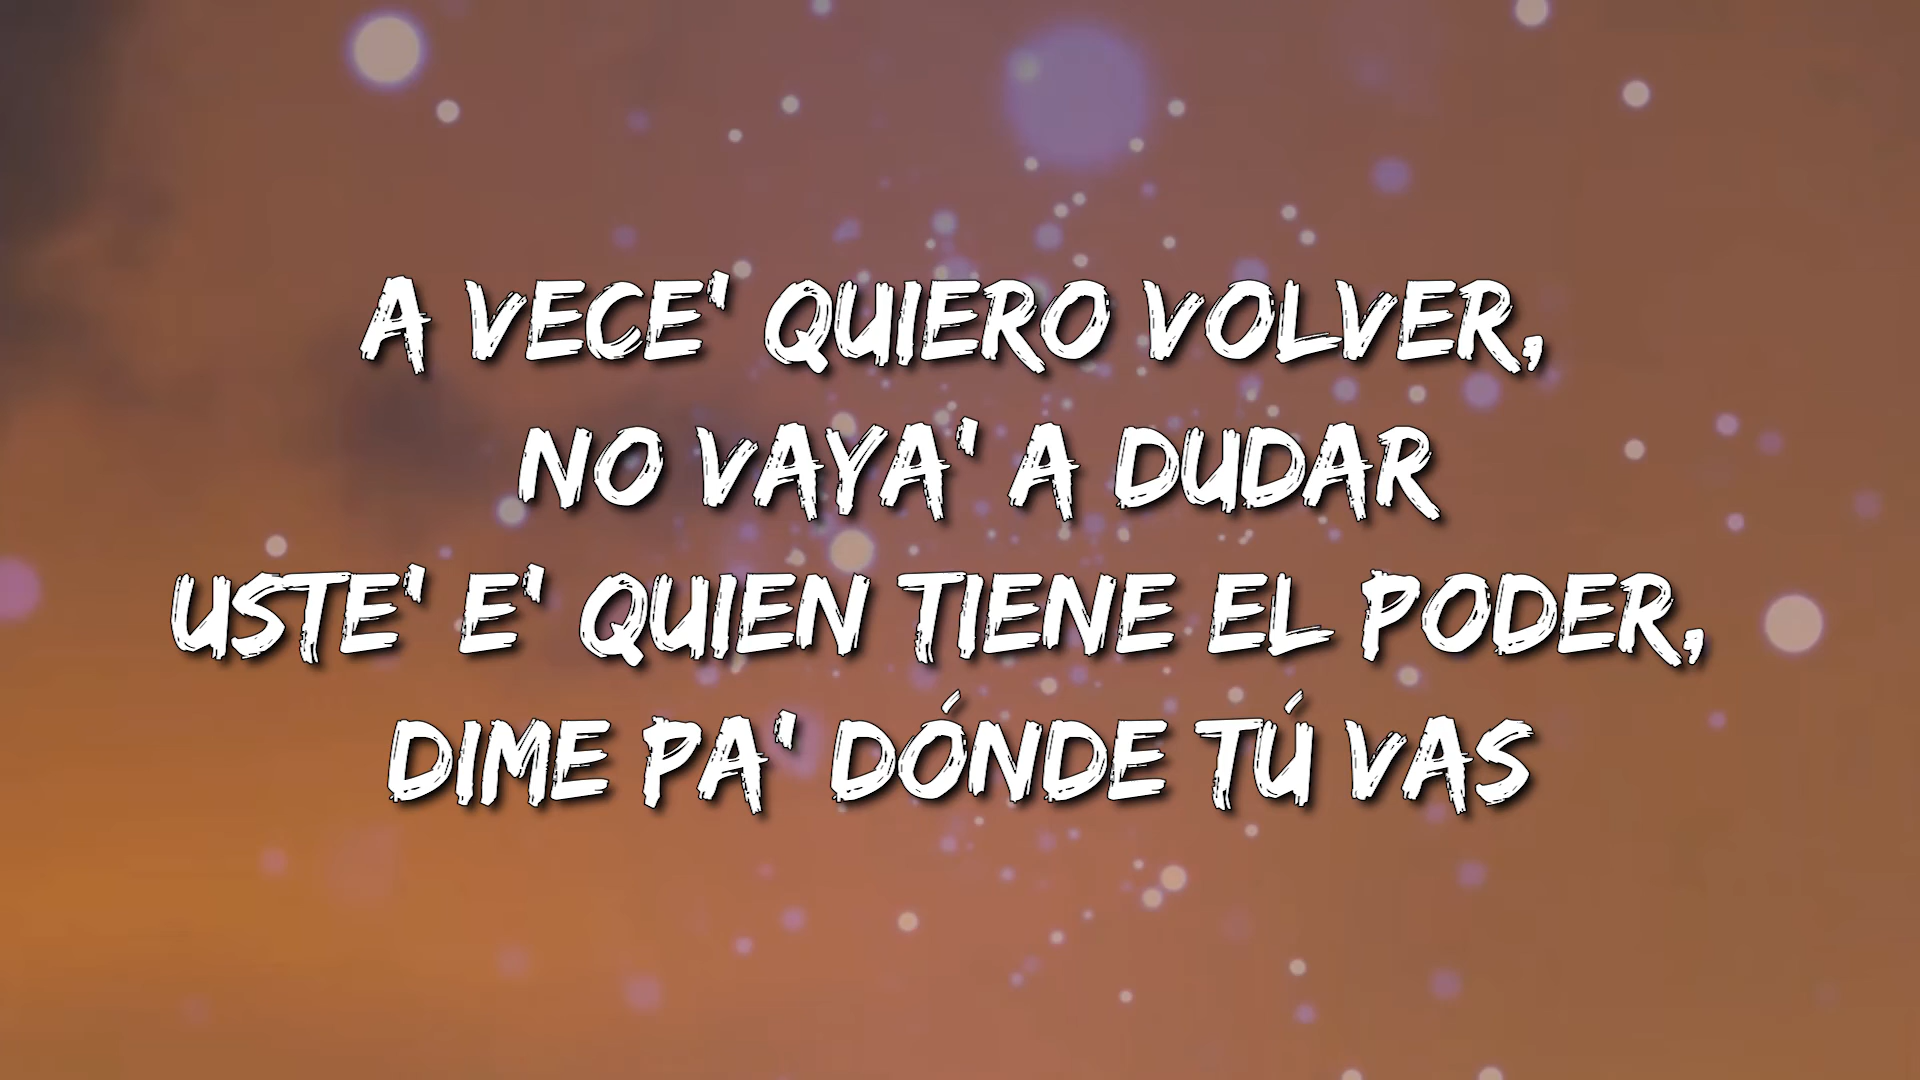 A VECE' QUIERO VOLVER,
NO VAYA' A DUDAR
USTE' E' QUIEN TIENE EL PODER,
DIME PA' DÓNDE TÚ VAS